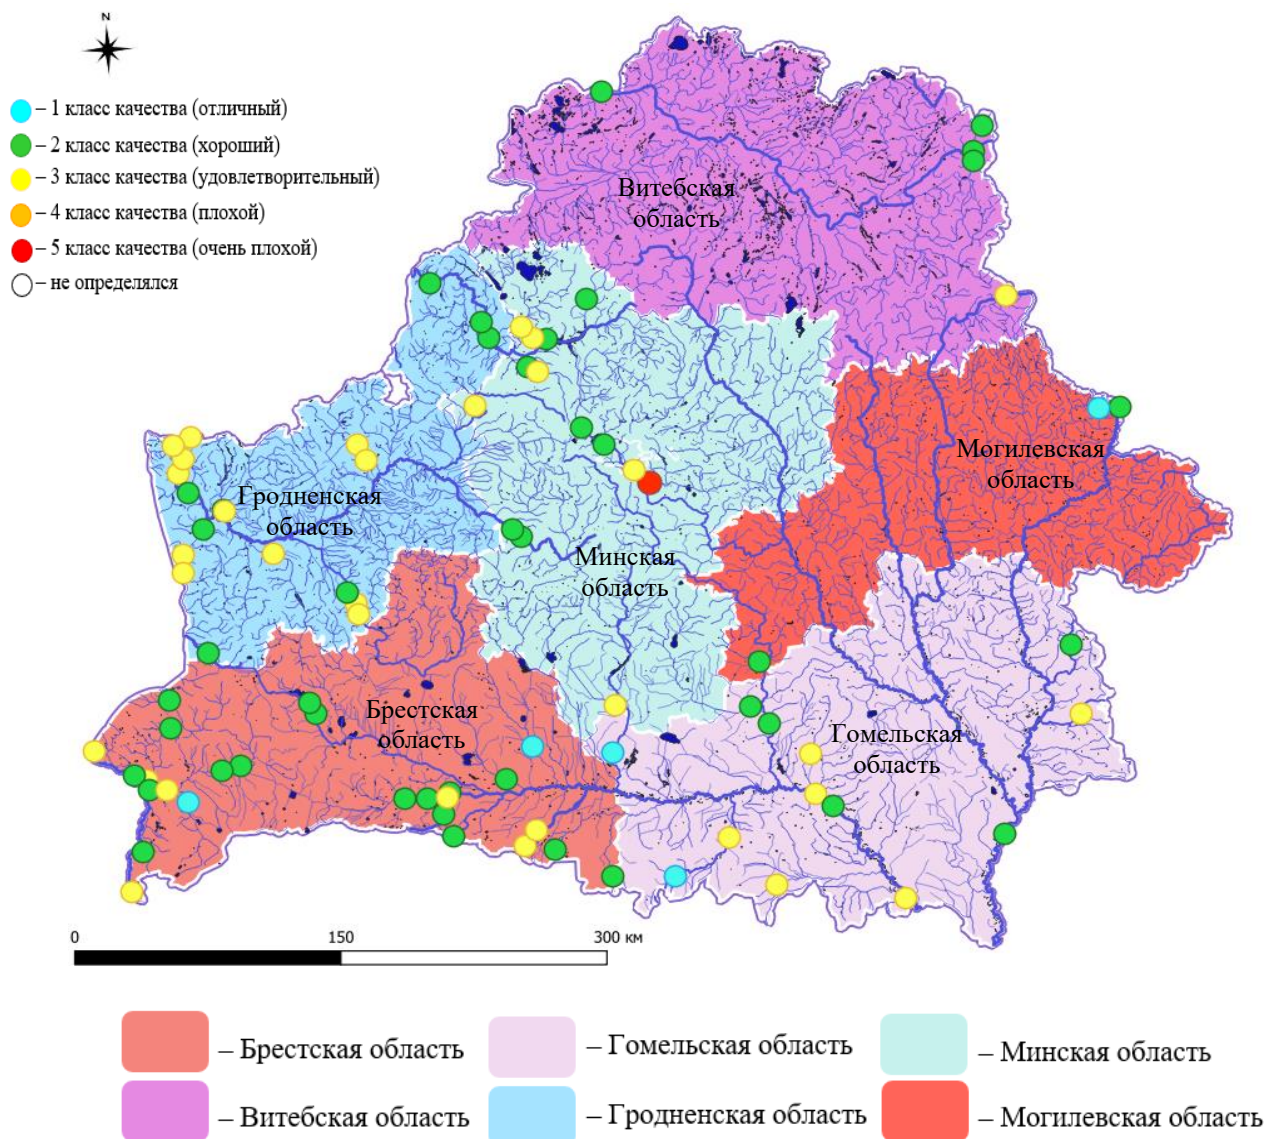 N
– 1 класс качества (отличный)
– 2 класс качества (хороший)
– 3 класс качества (удовлетворительный)
– 4 класс качества (плохой)
– 5 класс качества (очень плохой)
– не определялся
Витебская
область
Могилевская
область
Гродненская
область
Минская
область
Брестская
область
Гомельская
область
0 150 300 км
– Брестская область – Гомельская область – Минская область
– Витебская область – Гродненская область – Могилевская область